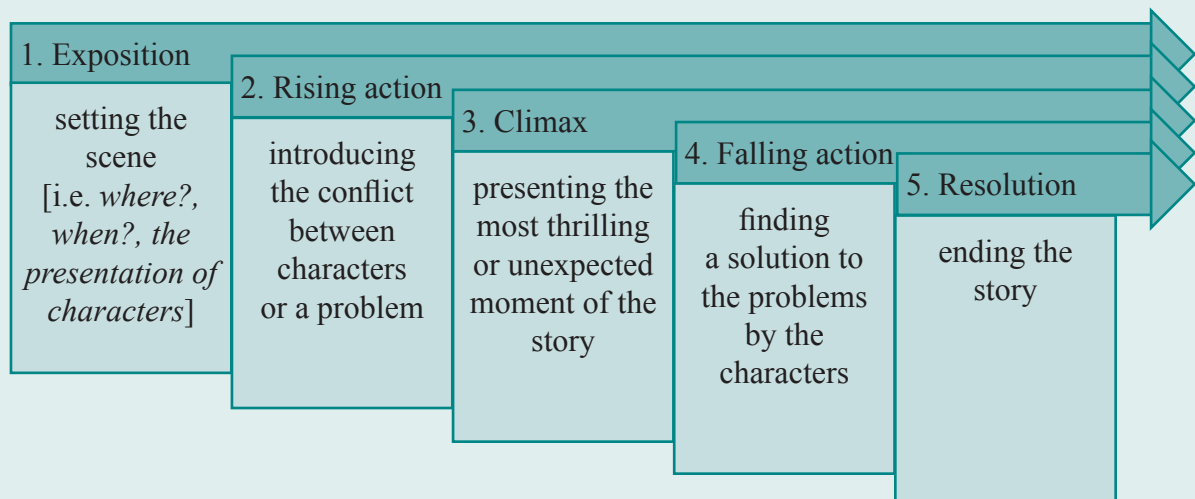 1. Exposition
setting the
scene
[i.e. where?,
when?, the
presentation of
characters]
2. Rising action
introducing
the conflict
between
characters
or a problem
3. Climax
presenting the
most thrilling
or unexpected
moment of the
story
4. Falling action
finding
a solution to
the problems
by the
characters
5. Resolution
ending the
story